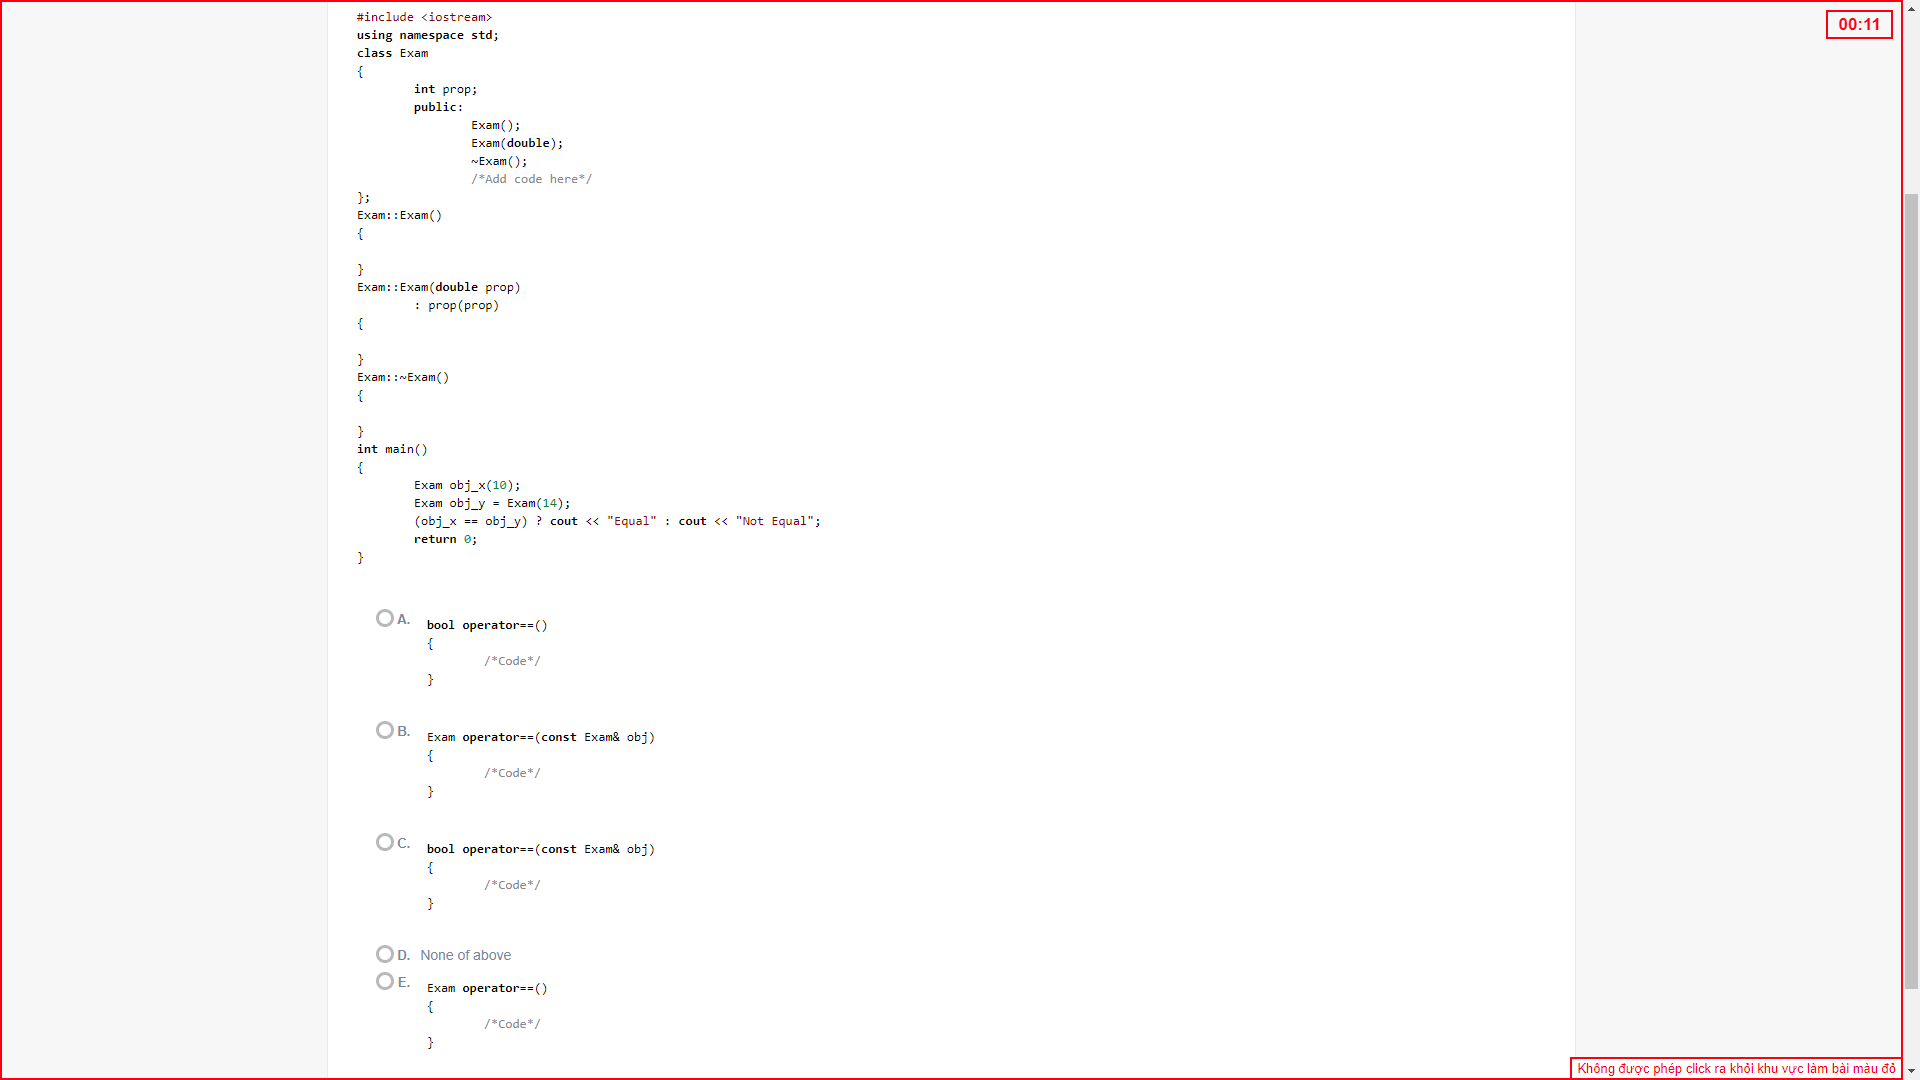 #include <iostream>
00:11
using namespace std;
class Exam
{
int prop;
public:
Exam();
Exam(double);
~Exam();
/*Add code here*/
};
Exam::Exam()
{
}
Exam::Exam(double prop)
: prop(prop)
{
}
Exam::~Exam()
{
}
int main()
{
Exam obj_x(10);
Exam obj_y = Exam(14);
(obj_x == obj_y) ? cout << "Equal" : cout << "Not Equal";
return 0;
}
A. bool operator==()
{
/*Code*/
}
B. Exam operator==(const Exam& obj)
{
/*Code*/
}
C. bool operator==(const Exam& obj)
{
/*Code*/
}
D. None of above
E. Exam operator==()
{
/*Code*/
}
Không được phép click ra khỏi khu vực làm bài màu đỏ